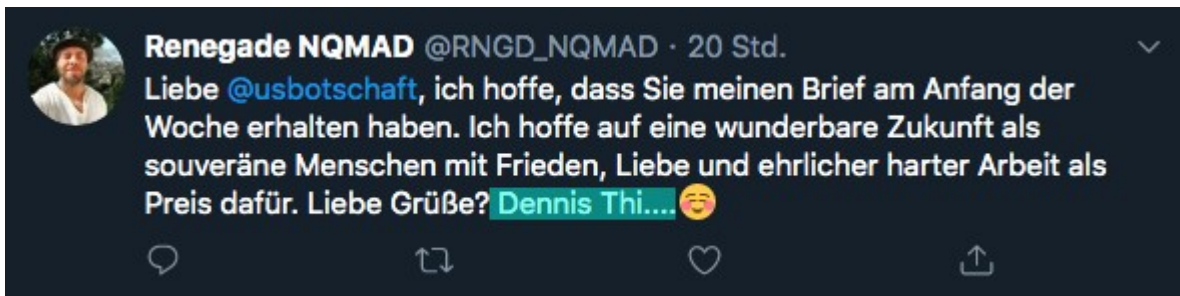 Renegade NQMAD @RNGD_NQMAD · 20 Std.
Liebe @usbotschaft, ich hoffe, dass Sie meinen Brief am Anfang der
Woche erhalten haben. Ich hoffe auf eine wunderbare Zukunft als
souveräne Menschen mit Frieden, Liebe und ehrlicher harter Arbeit als
Preis dafür. Liebe Grüße? Dennis Thi....☺️